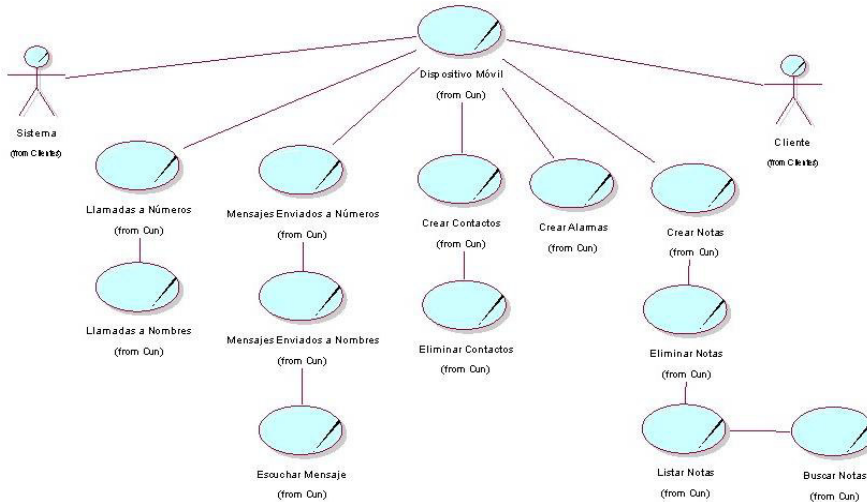 Dispositivo Móvil
(from Cun)
Sistema
(from Clientes)
Cliente
(from Clientes)
Llamadas a Números
(from Cun)
Mensajes Enviados a Números
(from Cun)
Crear Contactos
(from Cun)
Crear Alarmas
(from Cun)
Crear Notas
(from Cun)
Llamadas a Nombres
(from Cun)
Mensajes Enviados a Nombres
(from Cun)
Eliminar Contactos
(from Cun)
Eliminar Notas
(from Cun)
Escuchar Mensaje
(from Cun)
Listar Notas
(from Cun)
Buscar Notas
(from Cun)